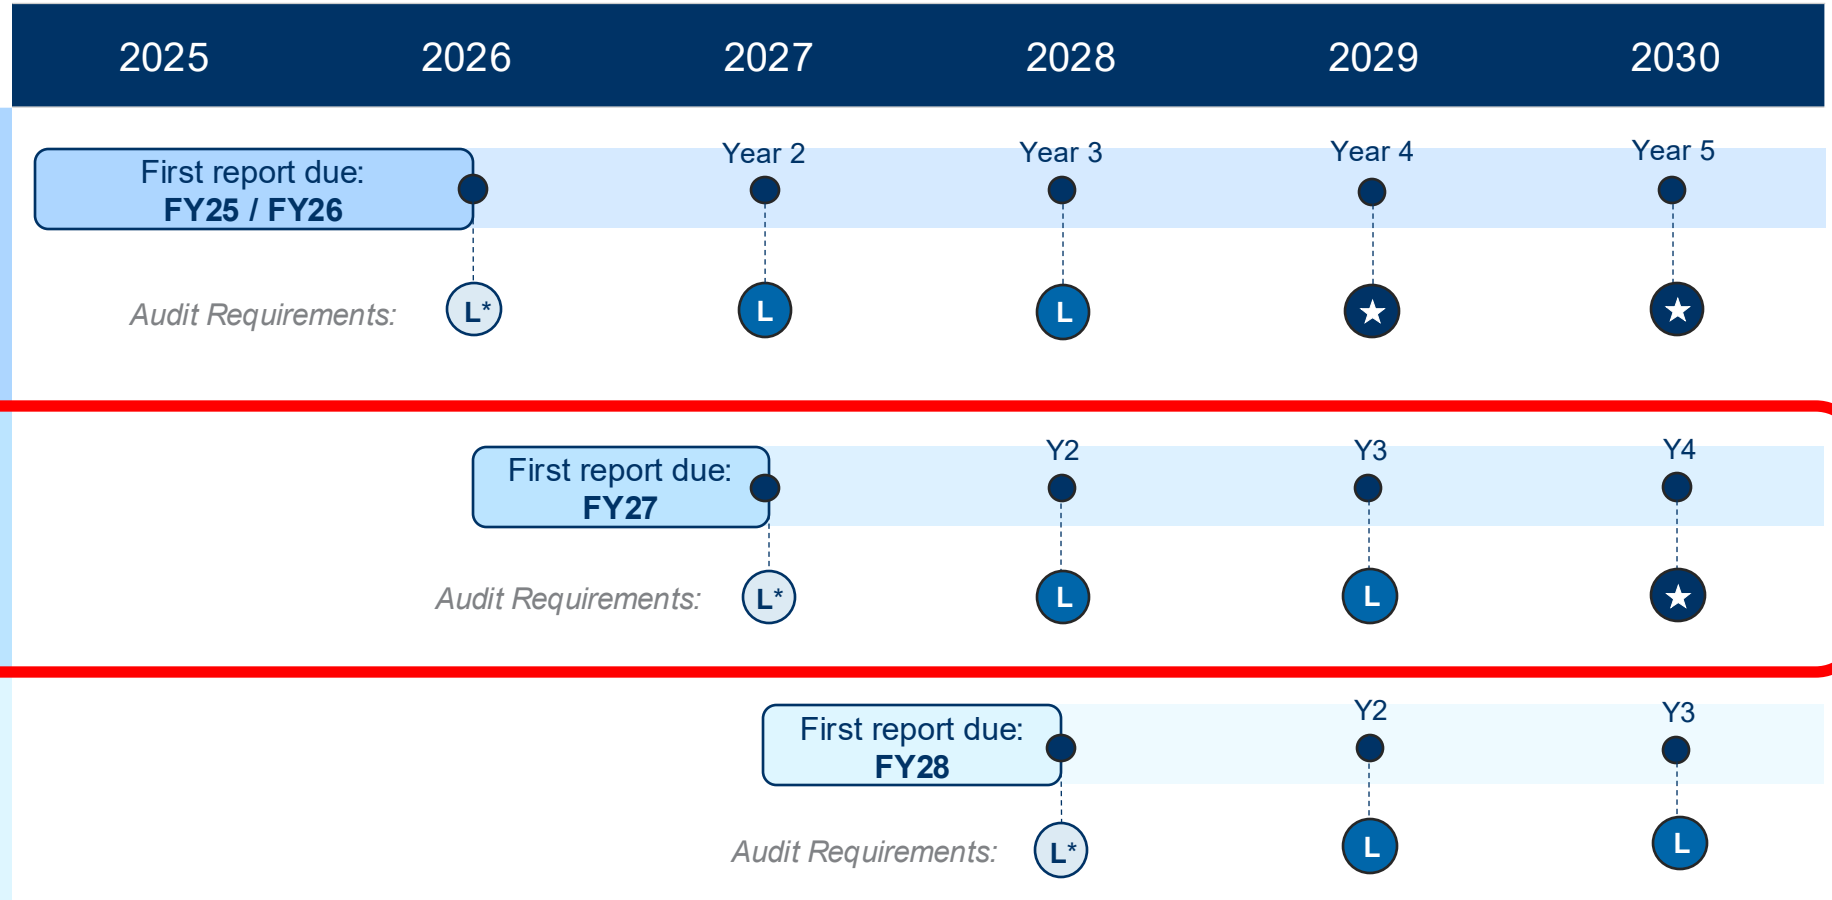 2025 2026 2027 2028 2029 2030
Year 2 Year 3 Year 4 Year 5
First report due:
FY25 / FY26
Audit Requirements: L* L L ★ ★
Y2 Y3 Y4
First report due:
FY27
Audit Requirements: L* L L ★
Y2 Y3
First report due:
FY28
Audit Requirements: L* L L